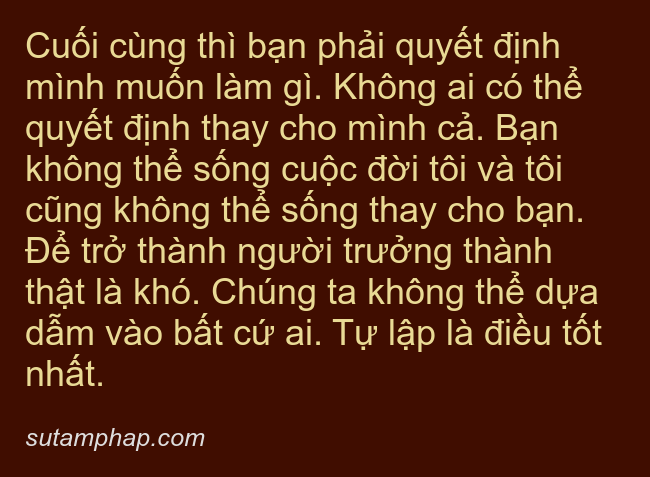 Cuối cùng thì bạn phải quyết định
mình muốn làm gì. Không ai có thể
quyết định thay cho mình cả. Bạn
không thể sống cuộc đời tôi và tôi
cũng không thể sống thay cho bạn.
Để trở thành người trưởng thành
thật là khó. Chúng ta không thể dựa
dẫm vào bất cứ ai. Tự lập là điều tốt
nhất.
sutamphap.com